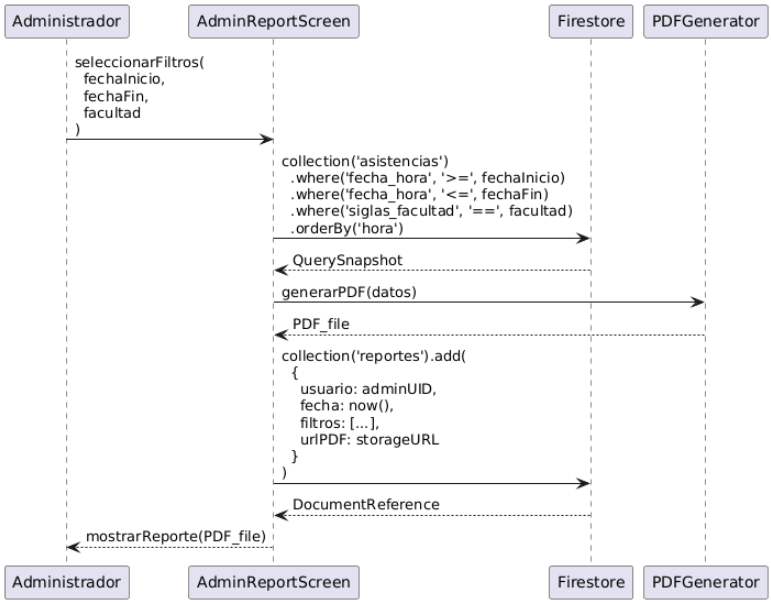 Administrador
AdminReportScreen
Firestore
PDFGenerator
seleccionarFiltros(
fechaInicio,
fechaFin,
facultad
)
collection('asistencias')
.where('fecha_hora', '>=', fechaInicio)
.where('fecha_hora', '<=', fechaFin)
.where('siglas_facultad', '==', facultad)
.orderBy('hora')
QuerySnapshot
generarPDF(datos)
PDF_file
collection('reportes').add(
{
usuario: adminUID,
fecha: now(),
filtros: [...],
urlPDF: storageURL
}
)
DocumentReference
mostrarReporte(PDF_file)
Administrador
AdminReportScreen
Firestore
PDFGenerator